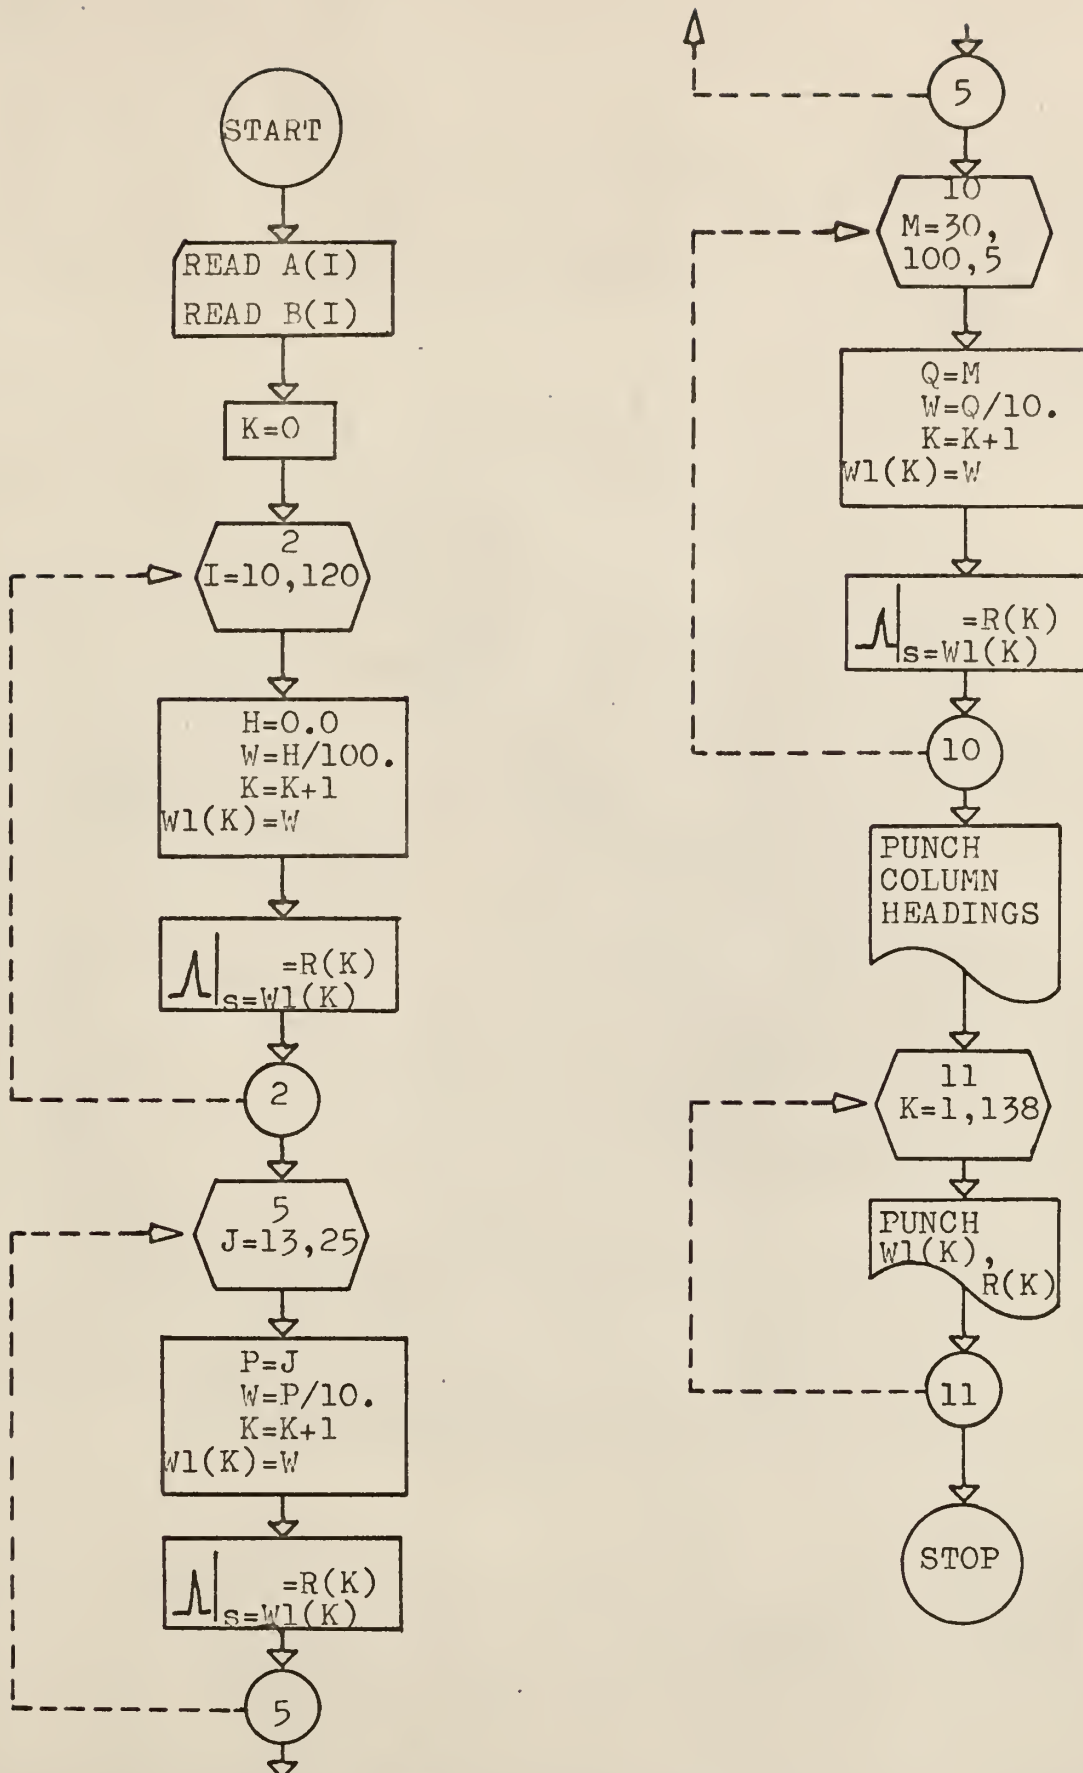 START
READ A(I)
READ B(I)
K=0
2
I=10,120
H=0.0
W=H/100.
K=K+1
W1(K)=W
=R(K)
s=W1(K)
2
5
J=13,25
P=J
W=P/10.
K=K+1
W1(K)=W
=R(K)
s=W1(K)
5
5
10
M=30,
100,5
Q=M
W=Q/10.
K=K+1
W1(K)=W
=R(K)
s=W1(K)
10
PUNCH
COLUMN
HEADINGS
11
K=1,138
PUNCH
W1(K),
R(K)
11
STOP